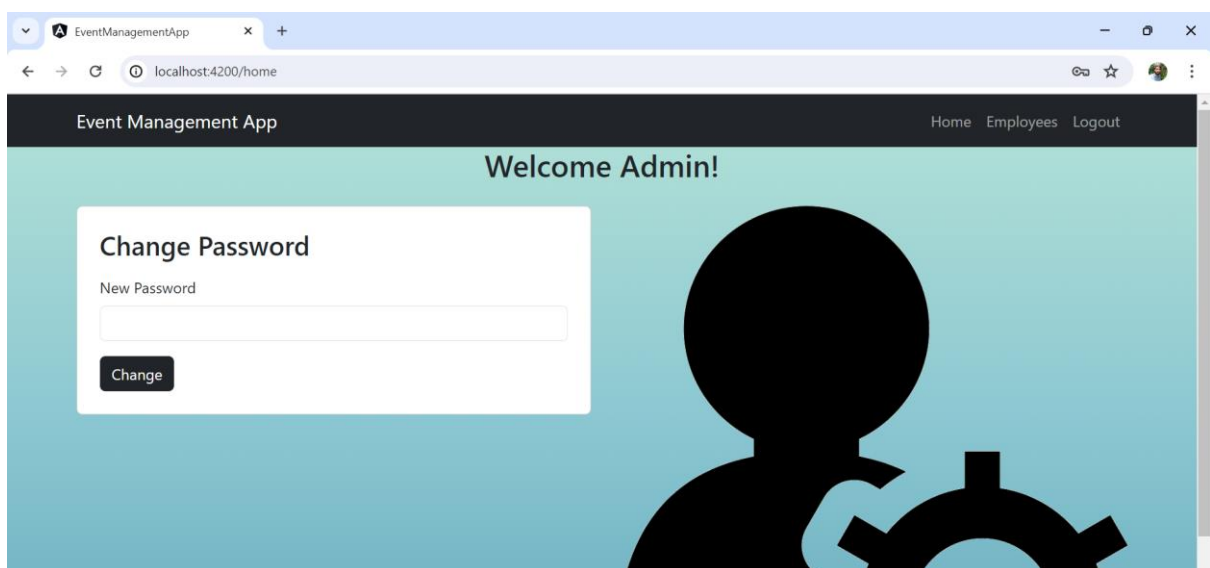 EventManagementApp
localhost:4200/home
Event Management App
Home Employees Logout
Welcome Admin!
Change Password
New Password
Change